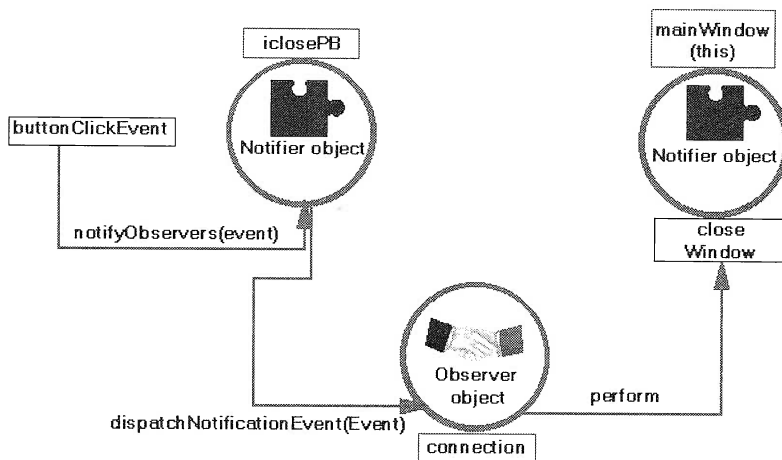 iclosePB
mainWindow
(this)
buttonClickEvent
Notifier object
Notifier object
notifyObservers(event)
close
Window
Observer
object
perform
dispatchNotificationEvent(Event)
connection